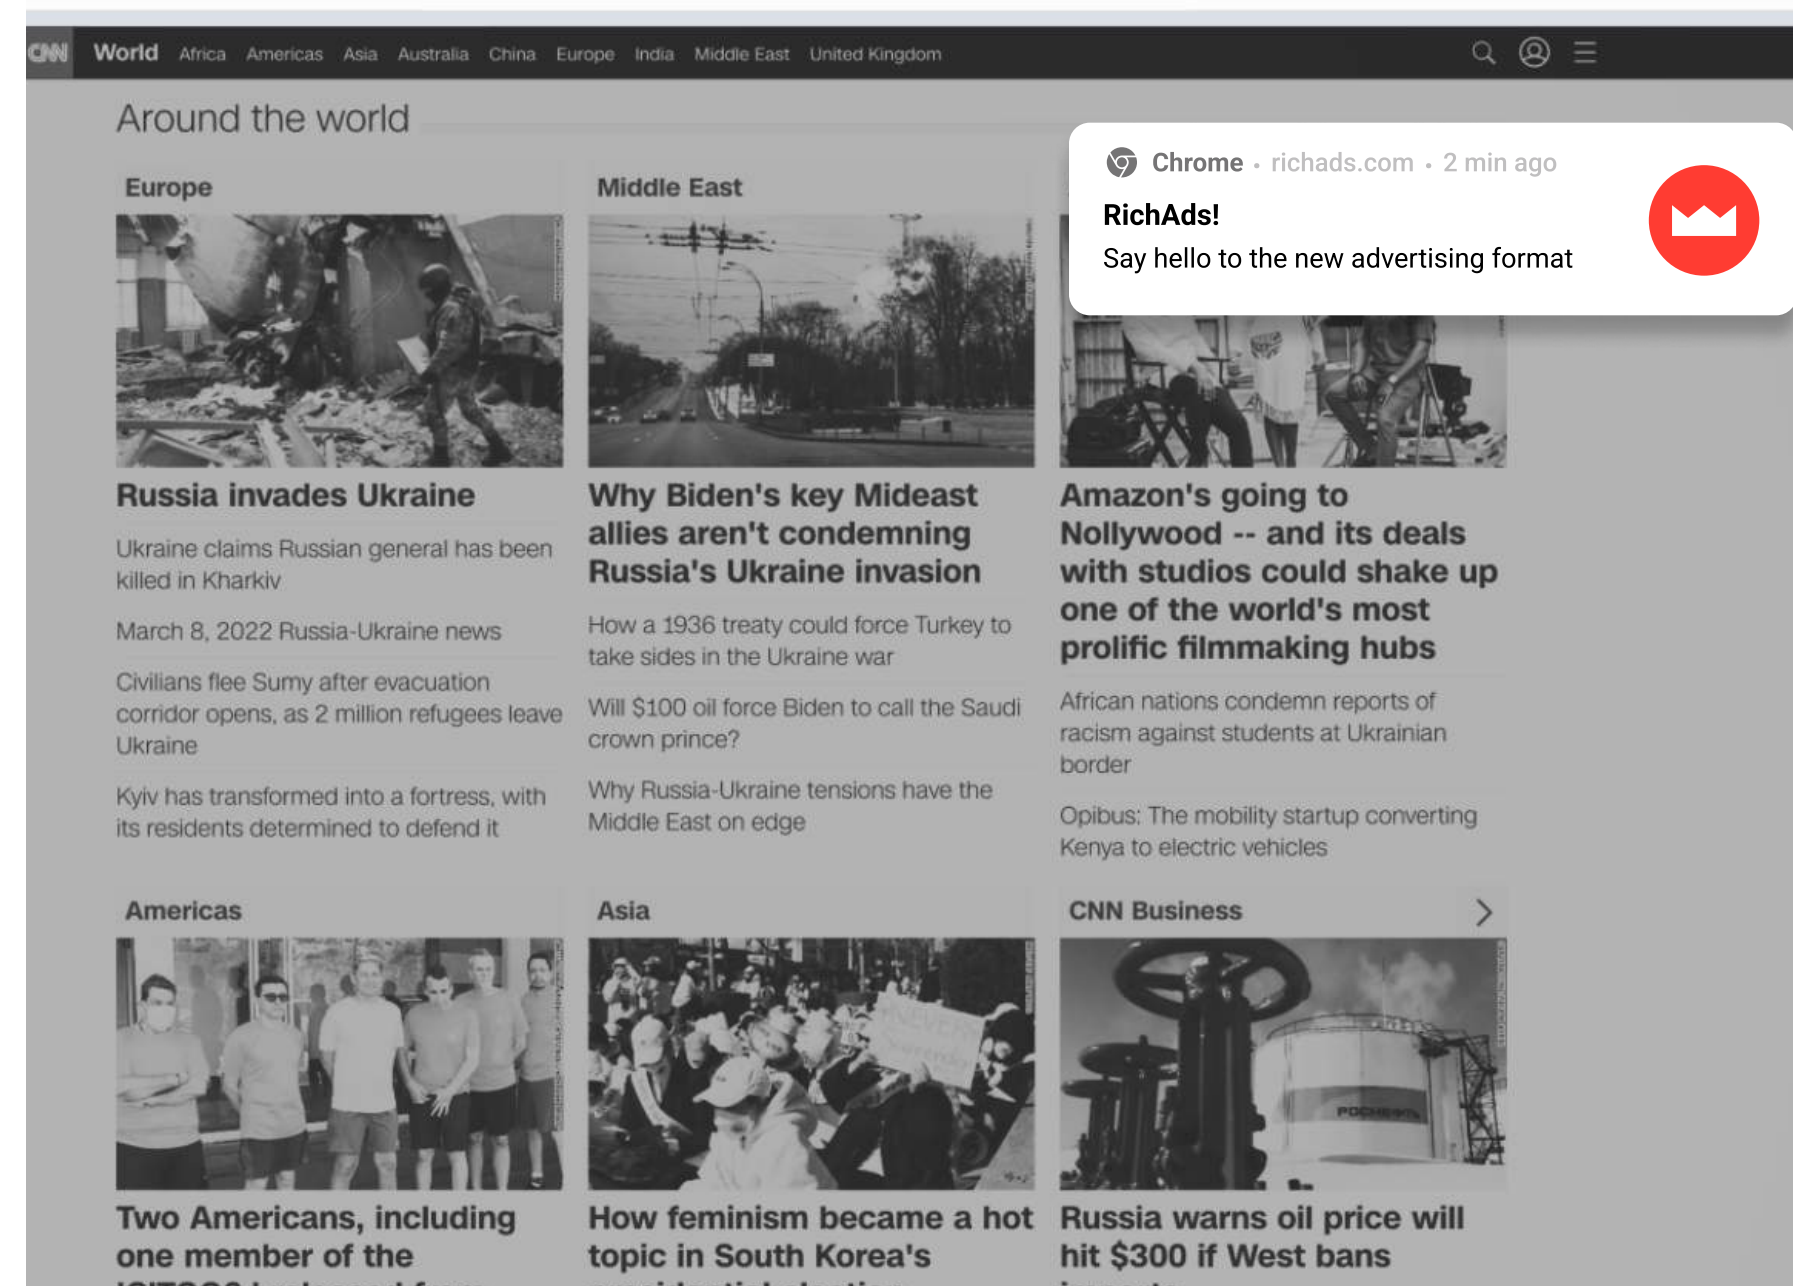 CNN World Africa Americas Asia Australia China Europe India Middle East United Kingdom
Around the world
Chrome • richads.com • 2 min ago
RichAds!
Say hello to the new advertising format
Europe
Russia invades Ukraine
Ukraine claims Russian general has been
killed in Kharkiv
March 8, 2022 Russia-Ukraine news
Civilians flee Sumy after evacuation
corridor opens, as 2 million refugees leave
Ukraine
Kyiv has transformed into a fortress, with
its residents determined to defend it
Middle East
Why Biden's key Mideast
allies aren't condemning
Russia's Ukraine invasion
How a 1936 treaty could force Turkey to
take sides in the Ukraine war
Will $100 oil force Biden to call the Saudi
crown prince?
Why Russia-Ukraine tensions have the
Middle East on edge
Amazon's going to
Nollywood -- and its deals
with studios could shake up
one of the world's most
prolific filmmaking hubs
African nations condemn reports of
racism against students at Ukrainian
border
Opibus: The mobility startup converting
Kenya to electric vehicles
Americas
Two Americans, including
one member of the
Asia
How feminism became a hot
topic in South Korea's
CNN Business
РОСНЕФТЬ
Russia warns oil price will
hit $300 if West bans